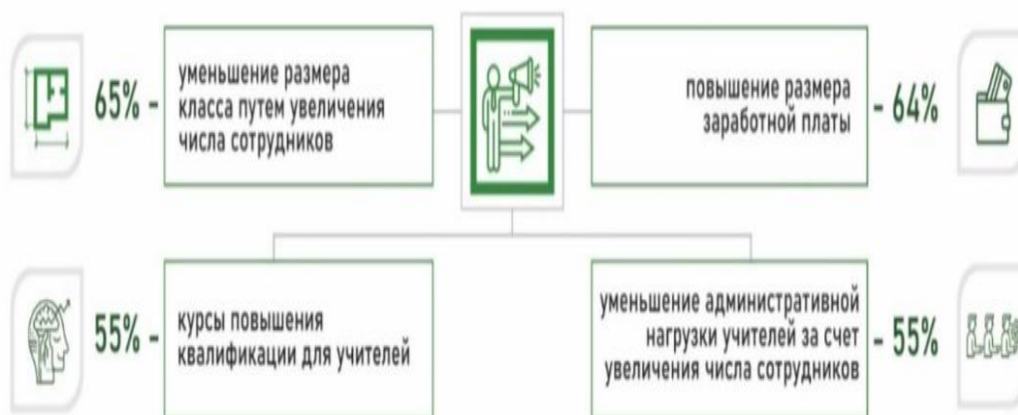 65% -
уменьшение размера
класса путем увеличения
числа сотрудников
повышение размера
заработной платы
- 64%
55% -
курсы повышения
квалификации для учителей
уменьшение административной
нагрузки учителей за счет
увеличения числа сотрудников
- 55%